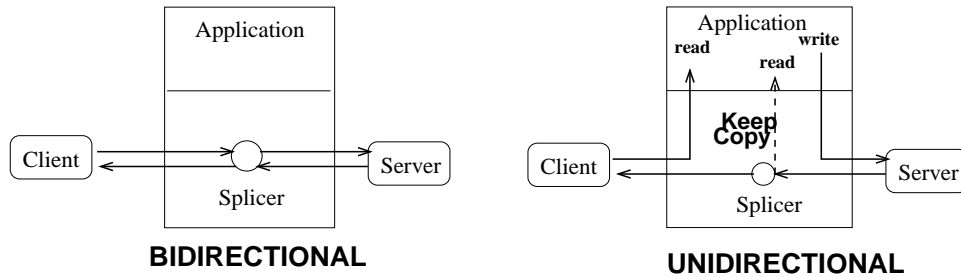 Application
Client
Server
Splicer
BIDIRECTIONAL
Application
read
read
write
Keep
Copy
Client
Server
Splicer
UNIDIRECTIONAL